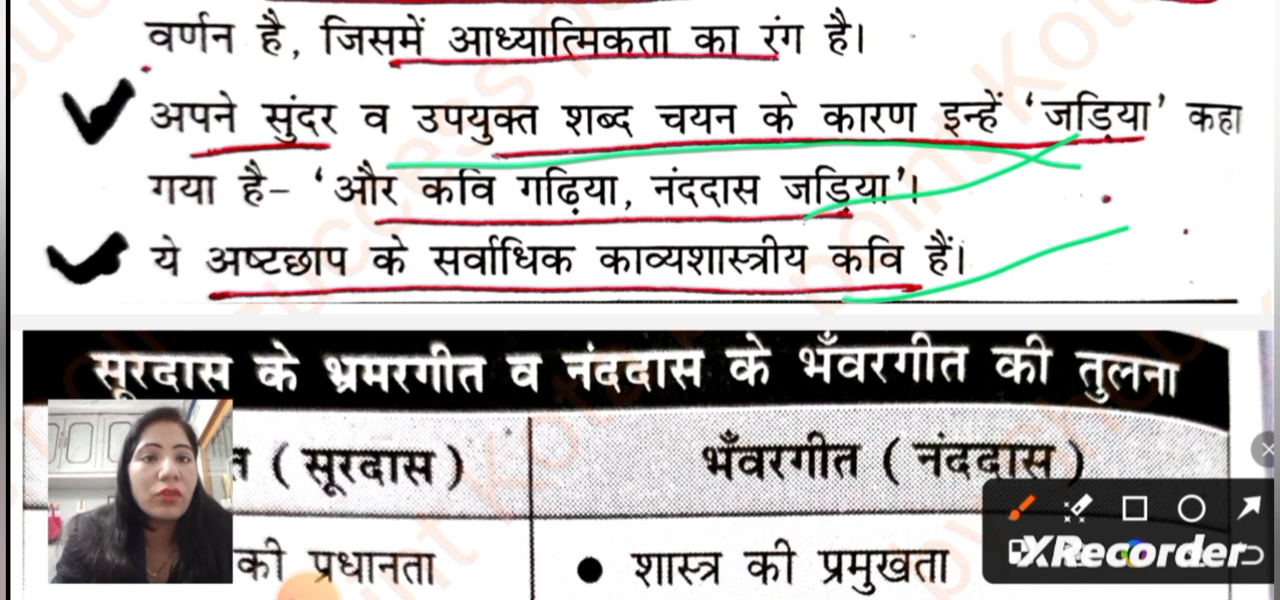 वर्णन है, जिसमें आध्यात्मिकता का रंग है।
अपने सुंदर व उपयुक्त शब्द चयन के कारण इन्हें ‘जड़िया’ कहा
गया है– ‘और कवि गढ़िया, नंददास जड़िया’।
ये अष्टछाप के सर्वाधिक काव्यशास्त्रीय कवि हैं।
सूरदास के भ्रमरगीत व नंददास के भँवरगीत की तुलना
त ( सूरदास )
भँवरगीत ( नंददास )
की प्रधानता
● शास्त्र की प्रमुखता
XRecorder